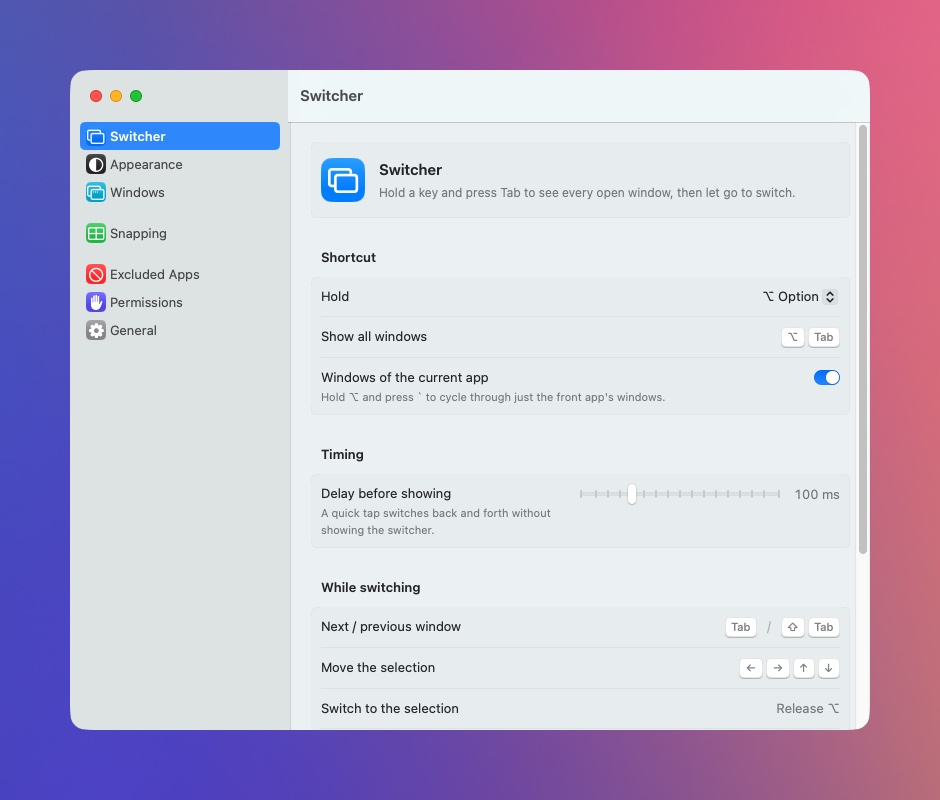 Switcher
Switcher
Appearance
Windows
Snapping
Excluded Apps
Permissions
General
Switcher
Hold a key and press Tab to see every open window, then let go to switch.
Shortcut
Hold ⌥ Option
Show all windows ⌥ Tab
Windows of the current app
Hold ⌥ and press ` to cycle through just the front app's windows.
Timing
Delay before showing 100 ms
A quick tap switches back and forth without
showing the switcher.
While switching
Next / previous window Tab / ⇧ Tab
Move the selection ← → ↑ ↓
Switch to the selection Release ⌥